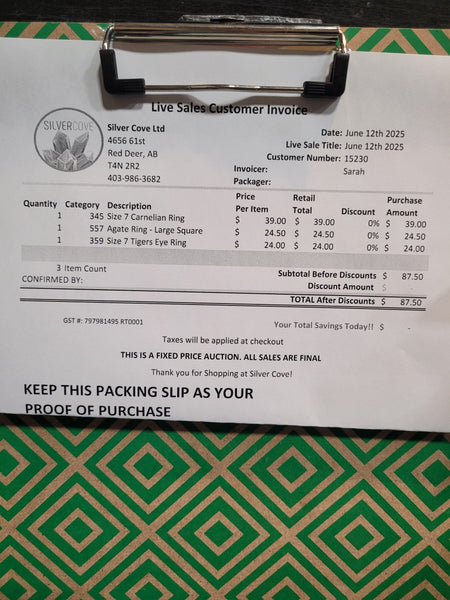 Live Sales Customer Invoice
SILVERCOVE
Silver Cove Ltd
4656 61st
Red Deer, AB
T4N 2R2
403-986-3682
Date: June 12th 2025
Live Sale Title: June 12th 2025
Customer Number: 15230
Invoicer: Sarah
Packager:
Quantity Category Description Price Per Item Retail Total Discount Purchase Amount
1 345 Size 7 Carnelian Ring $ 39.00 $ 39.00 0% $ 39.00
1 557 Agate Ring - Large Square $ 24.50 $ 24.50 0% $ 24.50
1 359 Size 7 Tigers Eye Ring $ 24.00 $ 24.00 0% $ 24.00
3 Item Count
Subtotal Before Discounts $ 87.50
CONFIRMED BY:
Discount Amount $ -
TOTAL After Discounts $ 87.50
GST #: 797981495 RT0001
Your Total Savings Today!! $ -
Taxes will be applied at checkout
THIS IS A FIXED PRICE AUCTION. ALL SALES ARE FINAL
Thank you for Shopping at Silver Cove!
KEEP THIS PACKING SLIP AS YOUR
PROOF OF PURCHASE